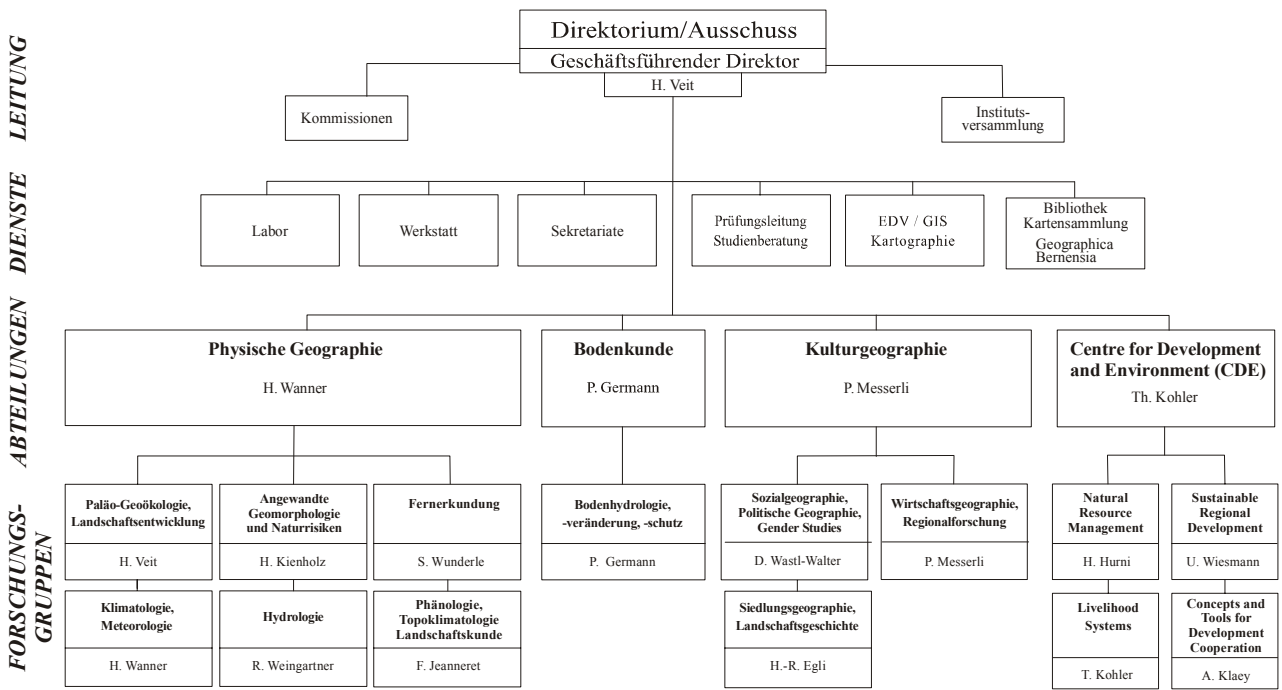 LEITUNG
Direktorium/Ausschuss
Geschäftsführender Direktor
H. Veit
Kommissionen
Instituts-
versammlung
DIENSTE
Labor
Werkstatt
Sekretariate
Prüfungsleitung
Studienberatung
EDV / GIS
Kartographie
Bibliothek
Kartensammlung
Geographica
Bernensia
ABTEILUNGEN
Physische Geographie
H. Wanner
Bodenkunde
P. Germann
Kulturgeographie
P. Messerli
Centre for Development
and Environment (CDE)
Th. Kohler
FORSCHUNGS-
GRUPPEN
Paläo-Geoökologie,
Landschaftsentwicklung
H. Veit
Angewandte
Geomorphologie
und Naturrisiken
H. Kienholz
Fernerkundung
S. Wunderle
Bodenhydrologie,
-veränderung, -schutz
P. Germann
Sozialgeographie,
Politische Geographie,
Gender Studies
D. Wastl-Walter
Wirtschaftsgeographie,
Regionalforschung
P. Messerli
Natural
Resource
Management
H. Hurni
Sustainable
Regional
Development
U. Wiesmann
Klimatologie,
Meteorologie
H. Wanner
Hydrologie
R. Weingartner
Phänologie,
Topoklimatologie
Landschaftskunde
F. Jeanneret
Siedlungsgeographie,
Landschaftsgeschichte
H.-R. Egli
Livelihood
Systems
T. Kohler
Concepts and
Tools for
Development
Cooperation
A. Klaey